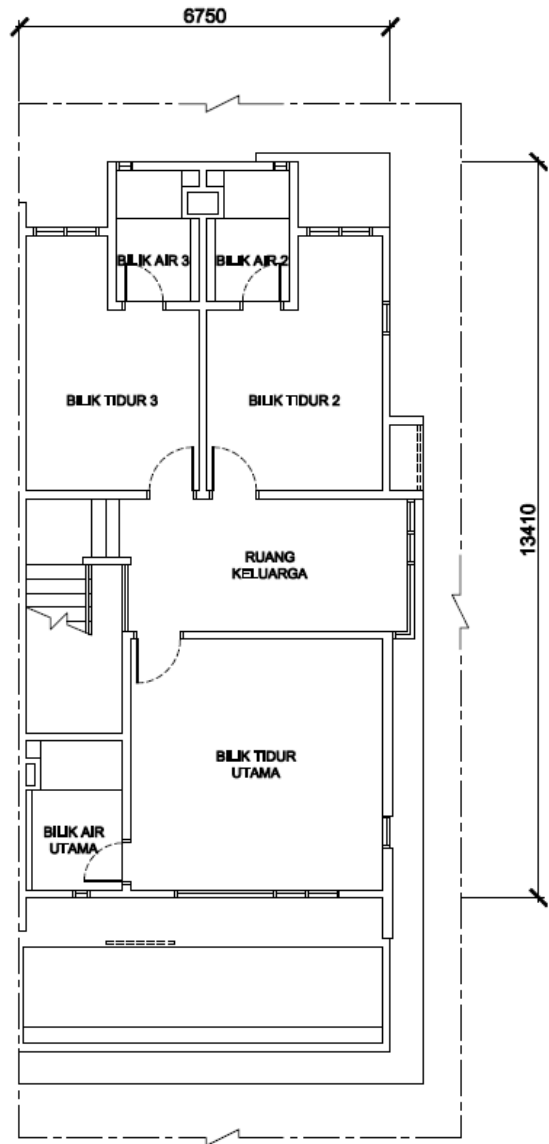 6750
BILIK AIR 3
BILIK AIR 2
BILIK TIDUR 3
BILIK TIDUR 2
13410
RUANG
KELUARGA
BILIK TIDUR
UTAMA
BILIK AIR
UTAMA